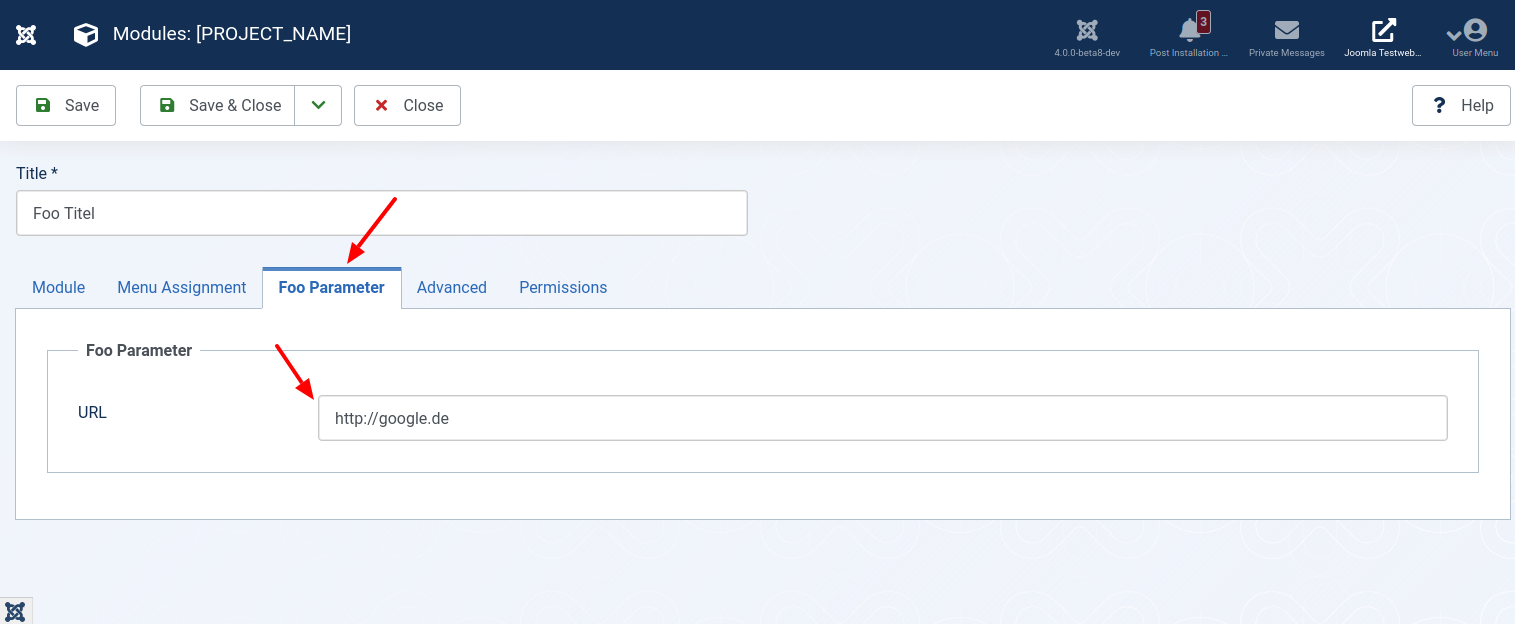 Modules: [PROJECT_NAME]
3
4.0.0-beta8-dev
Post Installation ...
Private Messages
Joomla Testweb...
User Menu
Save
Save & Close
Close
? Help
Title *
Foo Titel
Module
Menu Assignment
Foo Parameter
Advanced
Permissions
Foo Parameter
URL
http://google.de